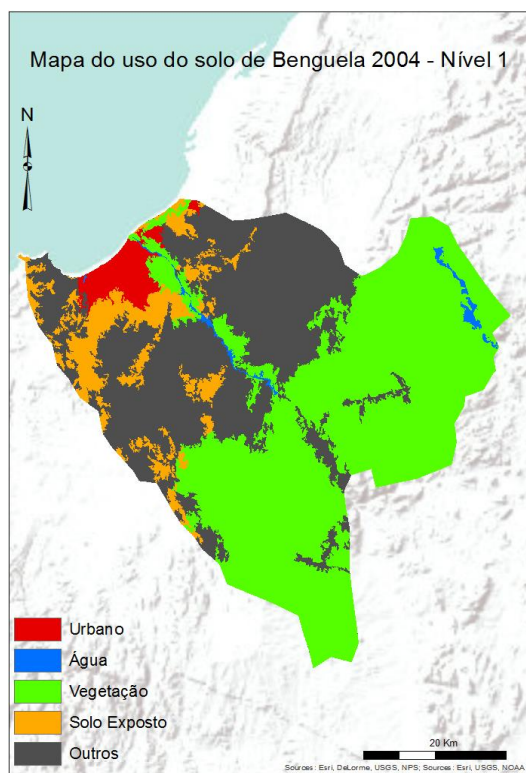 Mapa do uso do solo de Benguela 2004 - Nível 1
N
Urbano
Água
Vegetação
Solo Exposto
Outros
20 Km
Sources: Esri, DeLorme, USGS, NPS; Sources: Esri, USGS, NOAA